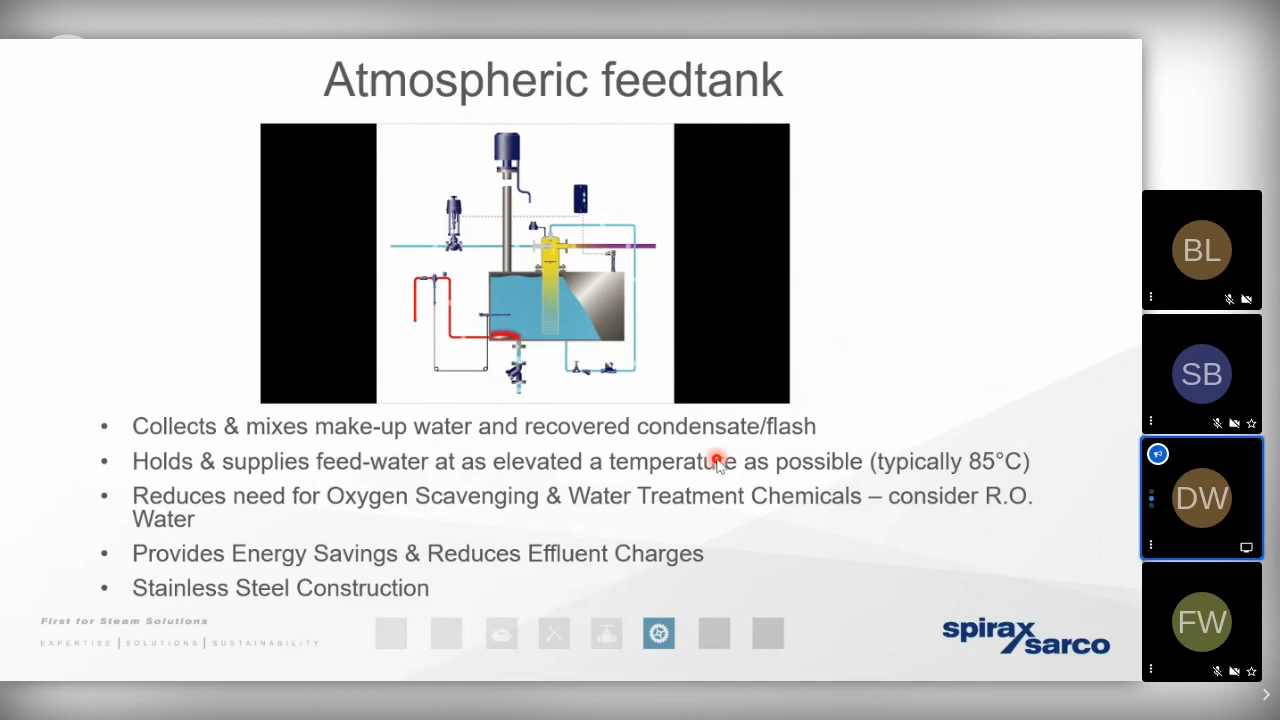 Atmospheric feedtank
• Collects & mixes make-up water and recovered condensate/flash
• Holds & supplies feed-water at as elevated a temperature as possible (typically 85°C)
• Reduces need for Oxygen Scavenging & Water Treatment Chemicals – consider R.O.
Water
• Provides Energy Savings & Reduces Effluent Charges
• Stainless Steel Construction
First for Steam Solutions
EXPERTISE | SOLUTIONS | SUSTAINABILITY
spirax
sarco
BL
SB
DW
FW